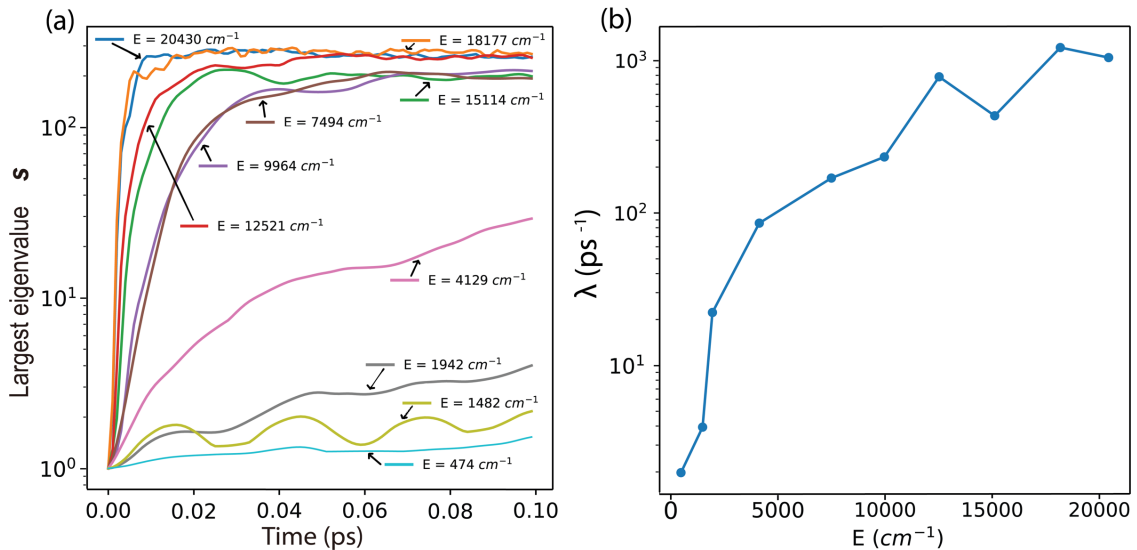 (a)
E = 20430 cm⁻¹
E = 18177 cm⁻¹
E = 15114 cm⁻¹
E = 7494 cm⁻¹
E = 9964 cm⁻¹
E = 12521 cm⁻¹
E = 4129 cm⁻¹
E = 1942 cm⁻¹
E = 1482 cm⁻¹
E = 474 cm⁻¹
Largest eigenvalue s
10²
10¹
10⁰
0.00 0.02 0.04 0.06 0.08 0.10
Time (ps)
(b)
λ (ps⁻¹)
10³
10²
10¹
0 5000 10000 15000 20000
E (cm⁻¹)